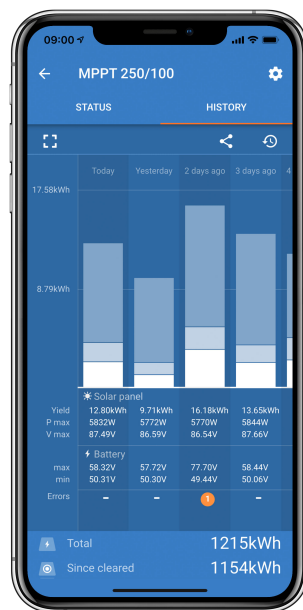 09:00
MPPT 250/100
STATUS HISTORY
Today Yesterday 2 days ago 3 days ago 4
17.58kWh
8.79kWh
Solar panel
Yield 12.80kWh 9.71kWh 16.18kWh 13.65kWh
P max 5832W 5772W 5770W 5844W
V max 87.49V 86.59V 86.54V 87.66V
Battery
max 58.32V 57.72V 77.70V 58.44V
min 50.31V 50.30V 49.44V 50.06V
Errors – – 1 –
Total 1215kWh
Since cleared 1154kWh